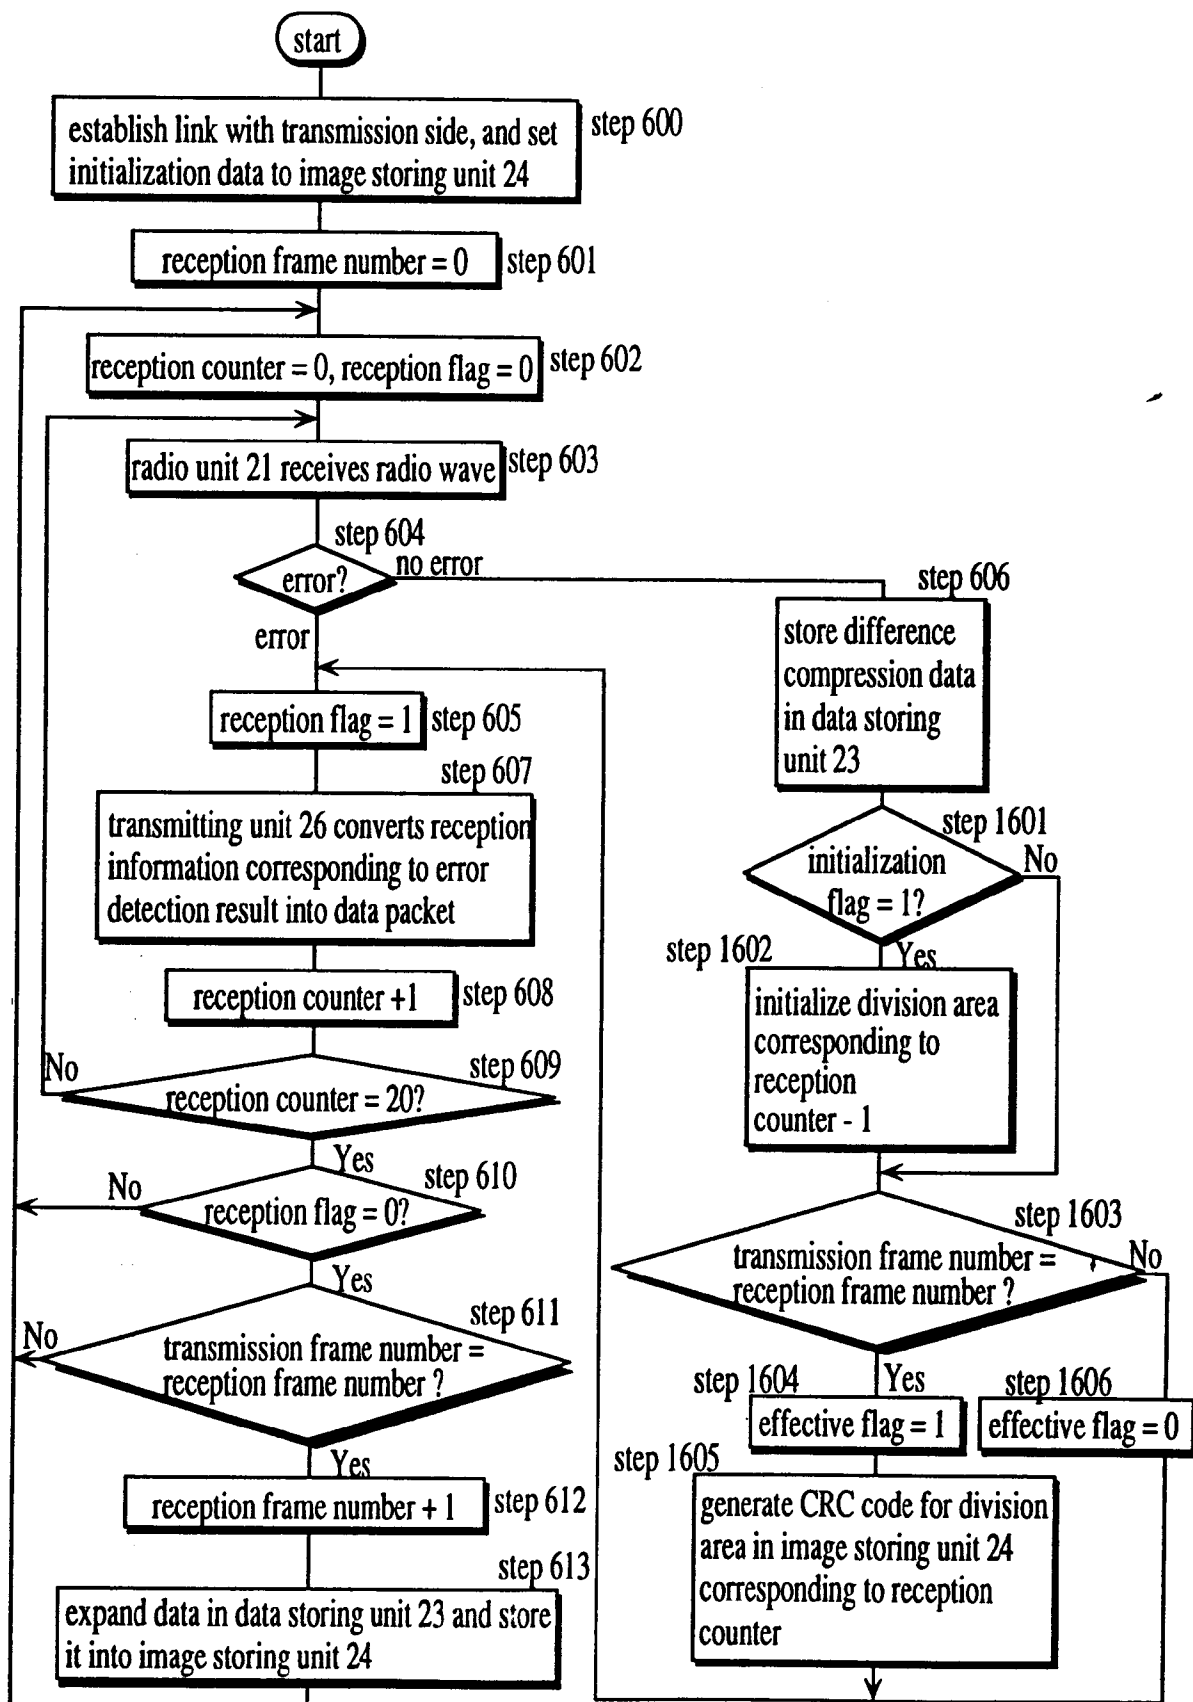 start
step 600
establish link with transmission side, and set
initialization data to image storing unit 24
reception frame number = 0
step 601
reception counter = 0, reception flag = 0
step 602
radio unit 21 receives radio wave
step 603
step 604
error?
no error
error
step 606
store difference
compression data
in data storing
unit 23
reception flag = 1
step 605
step 607
transmitting unit 26 converts reception
information corresponding to error
detection result into data packet
reception counter +1
step 608
step 609
reception counter = 20?
No
Yes
step 610
reception flag = 0?
No
Yes
step 611
transmission frame number =
reception frame number ?
No
Yes
reception frame number + 1
step 612
step 613
expand data in data storing unit 23 and store
it into image storing unit 24
step 1601
initialization
flag = 1?
No
Yes
step 1602
initialize division area
corresponding to
reception
counter - 1
step 1603
transmission frame number =
reception frame number ?
No
Yes
step 1604
effective flag = 1
step 1606
effective flag = 0
step 1605
generate CRC code for division
area in image storing unit 24
corresponding to reception
counter